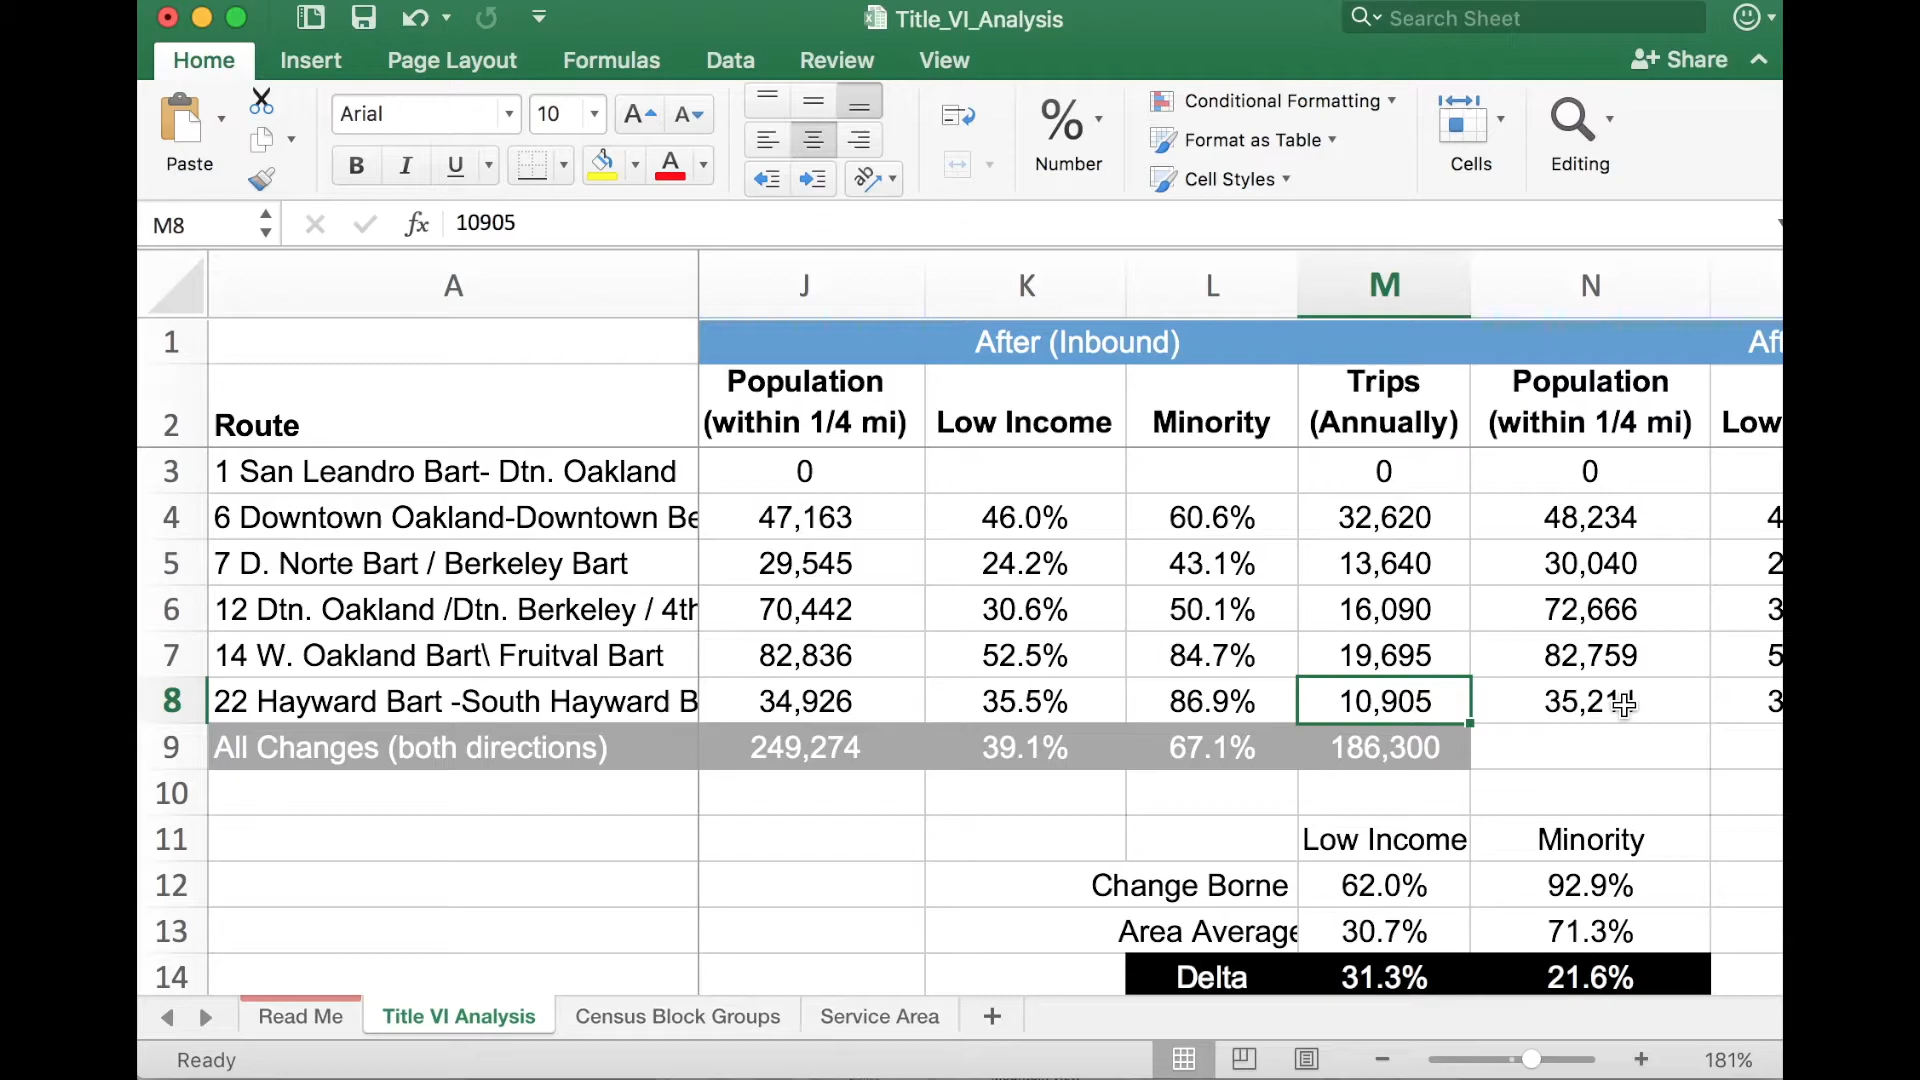 Title_VI_Analysis
Search Sheet
Home Insert Page Layout Formulas Data Review View Share
Paste
Arial 10
B I U
Number
Conditional Formatting
Format as Table
Cell Styles
Cells
Editing
M8 fx 10905
A J K L M N
1 After (Inbound)
2 Route Population (within 1/4 mi) Low Income Minority Trips (Annually) Population (within 1/4 mi) Low
3 1 San Leandro Bart- Dtn. Oakland 0 0 0
4 6 Downtown Oakland-Downtown Be 47,163 46.0% 60.6% 32,620 48,234 4
5 7 D. Norte Bart / Berkeley Bart 29,545 24.2% 43.1% 13,640 30,040 2
6 12 Dtn. Oakland /Dtn. Berkeley / 4th 70,442 30.6% 50.1% 16,090 72,666 3
7 14 W. Oakland Bart\ Fruitval Bart 82,836 52.5% 84.7% 19,695 82,759 5
8 22 Hayward Bart -South Hayward B 34,926 35.5% 86.9% 10,905 3
9 All Changes (both directions) 249,274 39.1% 67.1% 186,300
10
11 Low Income Minority
12 Change Borne 62.0% 92.9%
13 Area Average 30.7% 71.3%
14 Delta 31.3% 21.6%
Read Me Title VI Analysis Census Block Groups Service Area +
Ready 181%